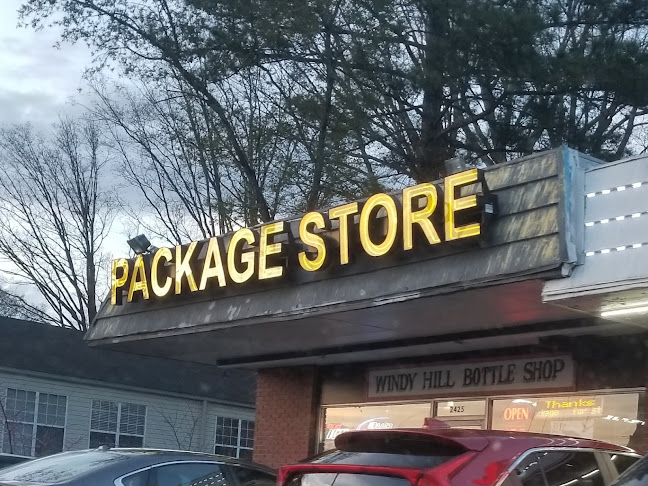 PACKAGE STORE
WINDY HILL BOTTLE SHOP
2425
OPEN
Thanks